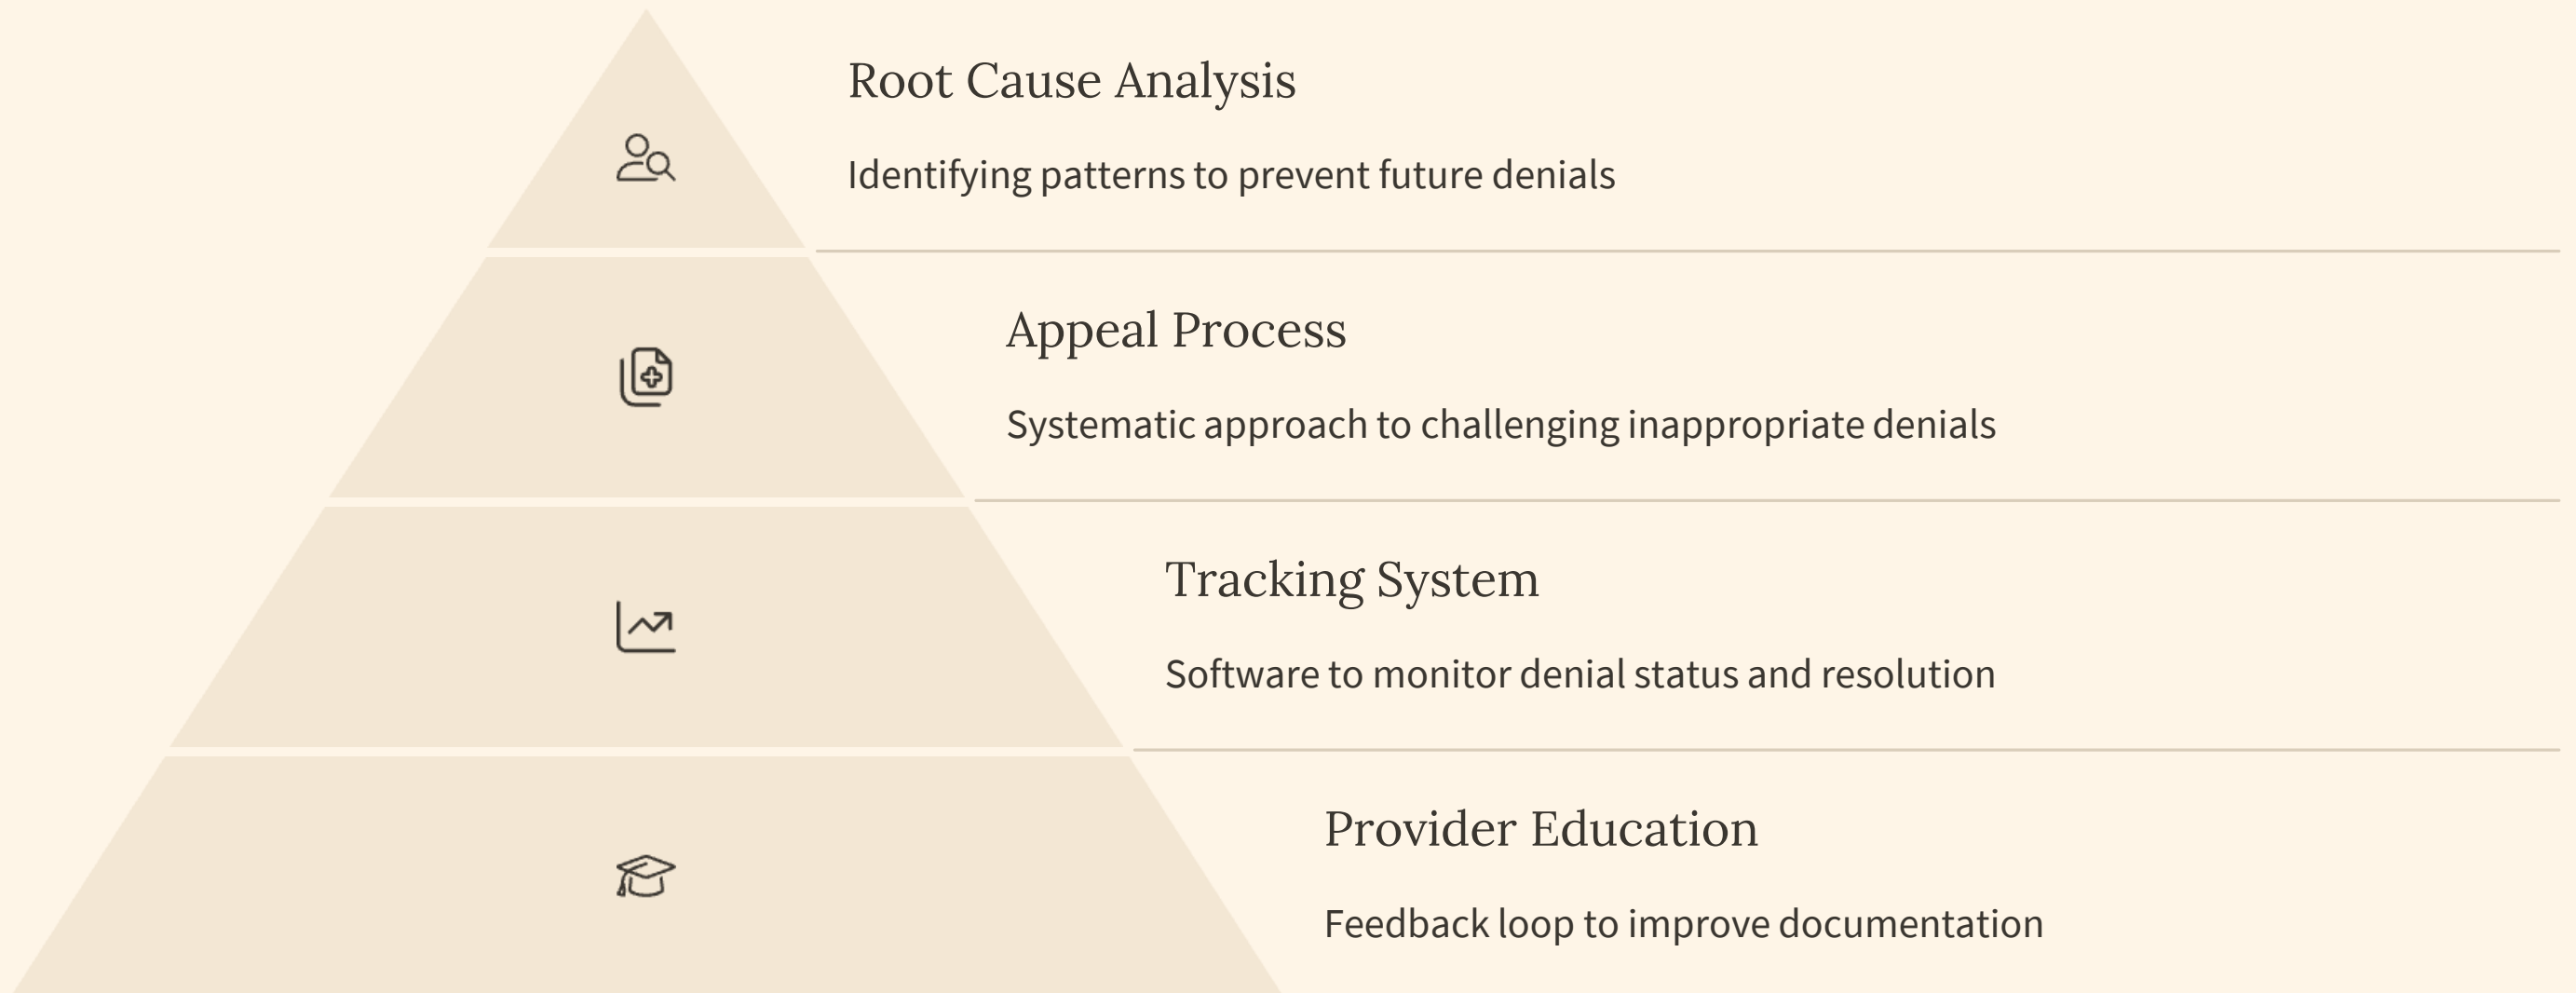 Root Cause Analysis
Identifying patterns to prevent future denials
Appeal Process
Systematic approach to challenging inappropriate denials
Tracking System
Software to monitor denial status and resolution
Provider Education
Feedback loop to improve documentation